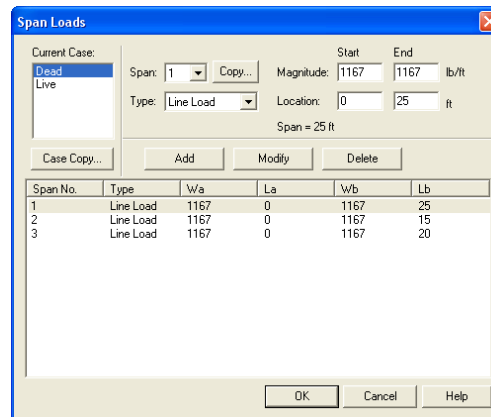 Span Loads
Current Case:
Dead
Live
Case Copy...
Span: 1 Copy...
Type: Line Load
Start End
Magnitude: 1167 1167 lb/ft
Location: 0 25 ft
Span = 25 ft
Add Modify Delete
Span No. Type Wa La Wb Lb
1 Line Load 1167 0 1167 25
2 Line Load 1167 0 1167 15
3 Line Load 1167 0 1167 20
OK Cancel Help